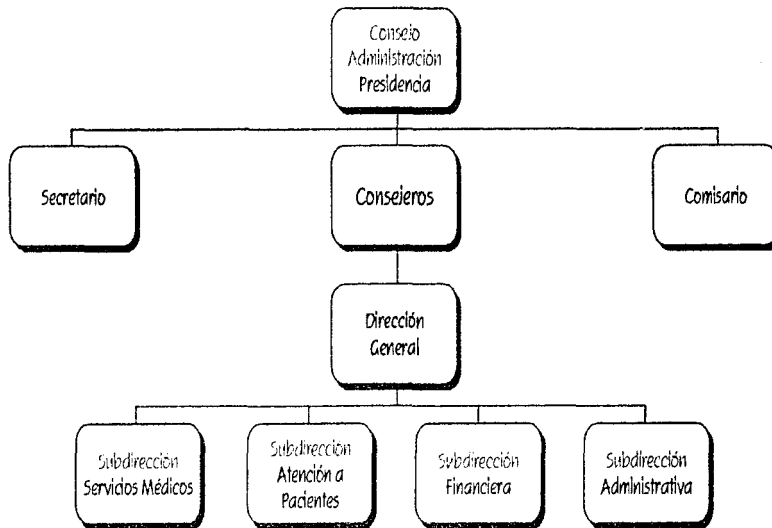 Consejo
Administración
Presidencia
Secretario
Consejeros
Comisario
Dirección
General
Subdirección
Servicios Médicos
Subdirección
Atención a
Pacientes
Subdirección
Financiera
Subdirección
Administrativa